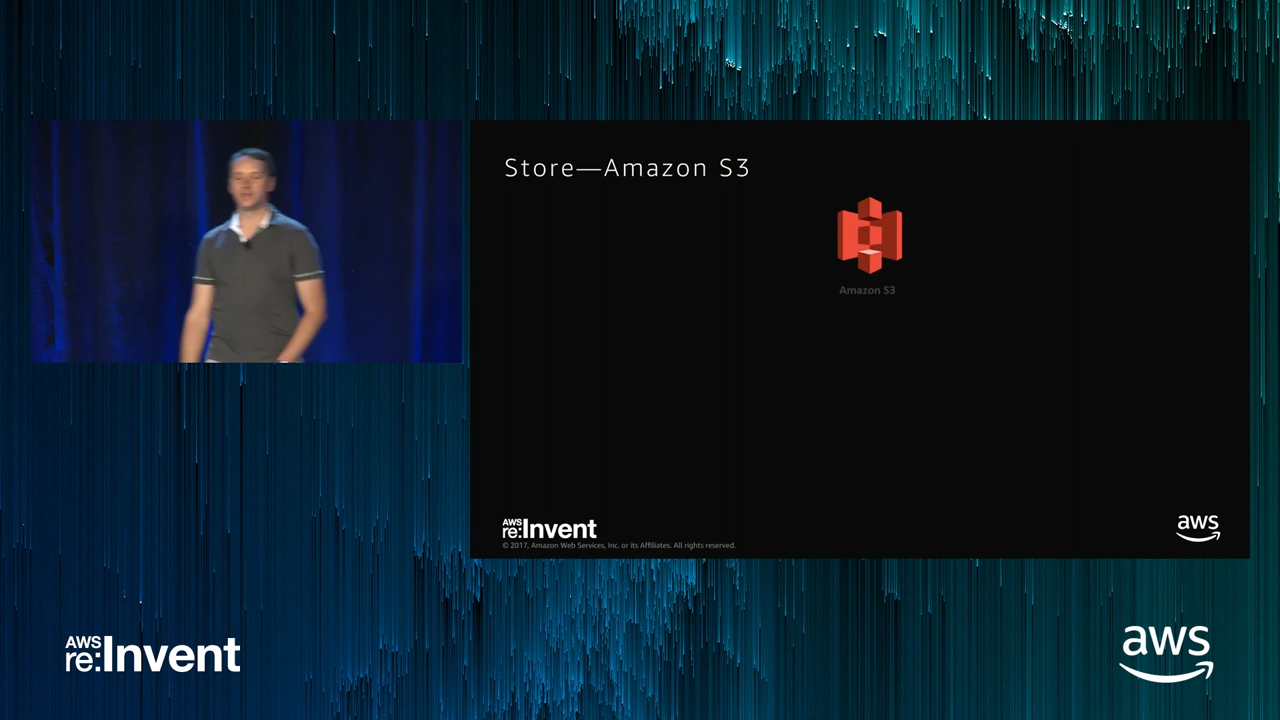 Store—Amazon S3
Amazon S3
AWS
re:Invent
© 2017, Amazon Web Services, Inc. or its Affiliates. All rights reserved.
aws
AWS
re:Invent
aws